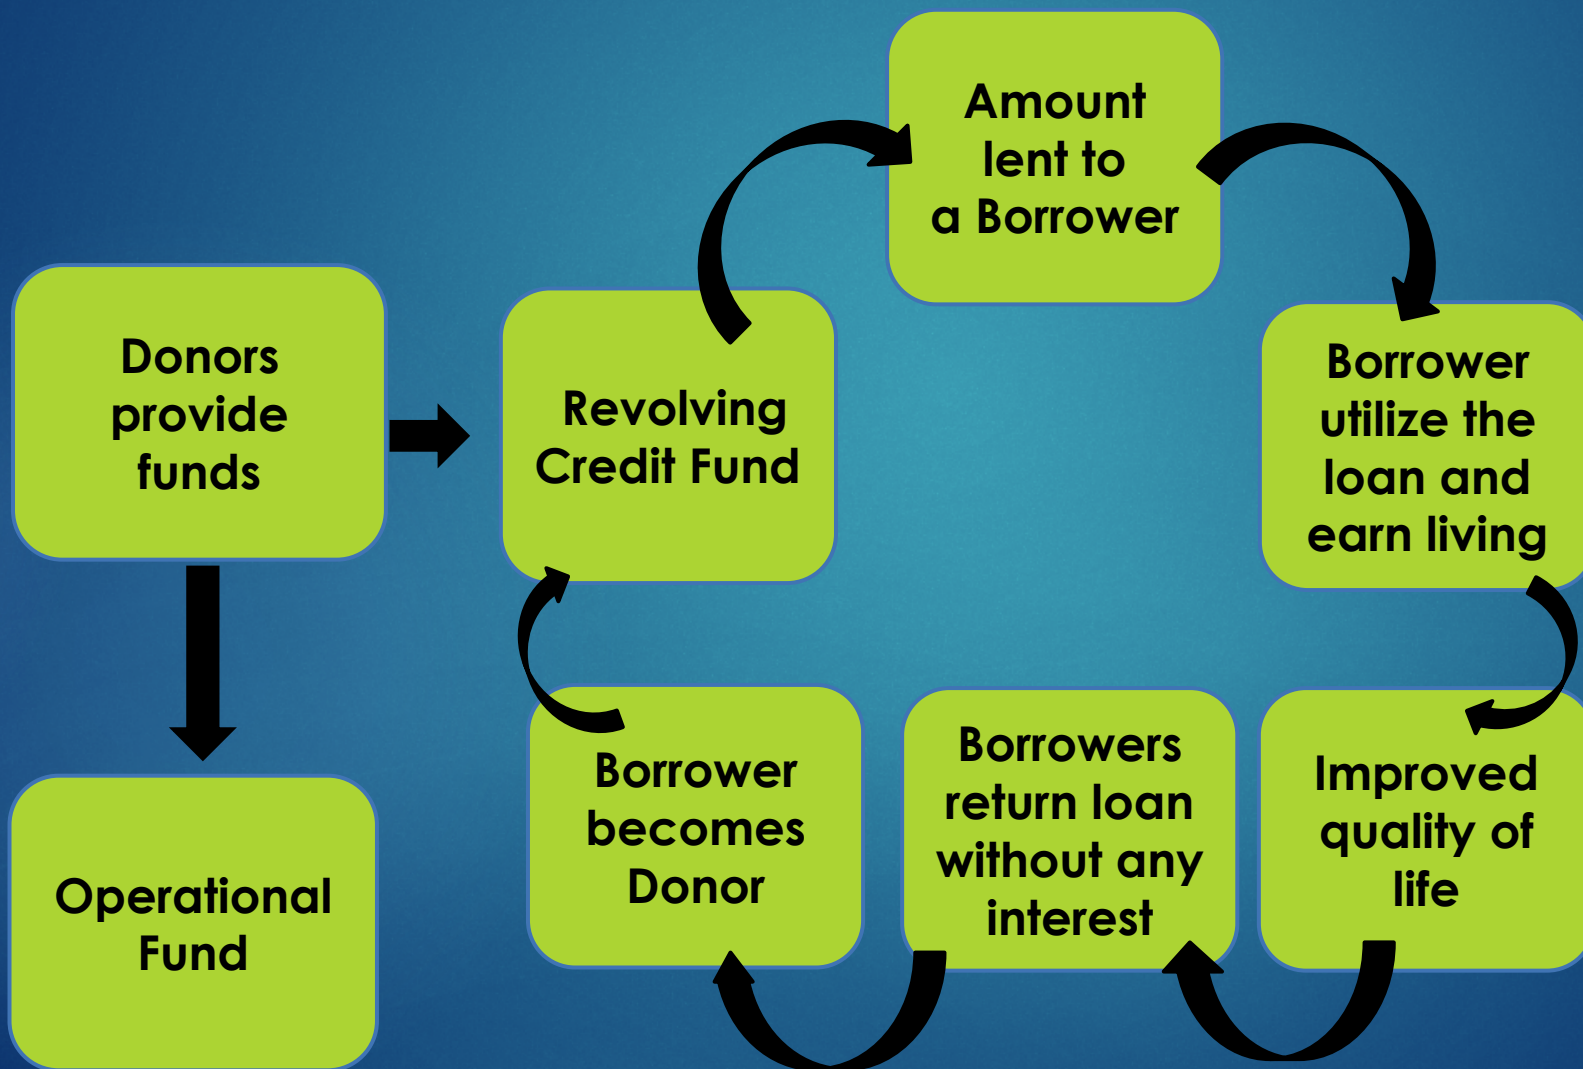 Amount
lent to
a Borrower
Donors
provide
funds
Revolving
Credit Fund
Borrower
utilize the
loan and
earn living
Borrower
becomes
Donor
Borrowers
return loan
without any
interest
Improved
quality of
life
Operational
Fund